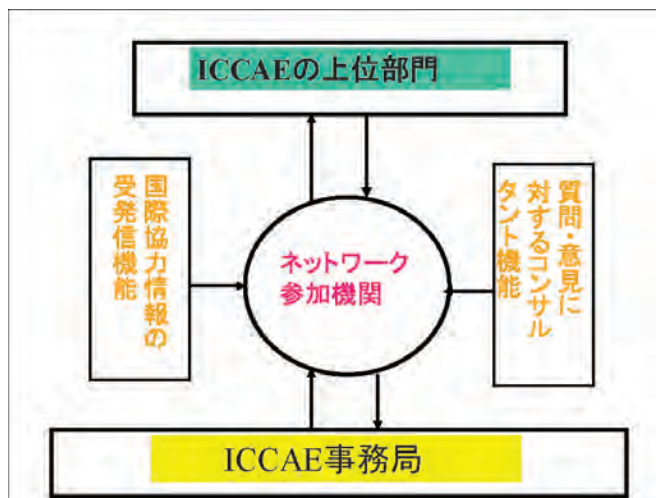 ICCAEの上位部門
国際協力情報の
受発信機能
ネットワーク
参加機関
質問・意見に
対するコンサル
タント機能
ICCAE事務局